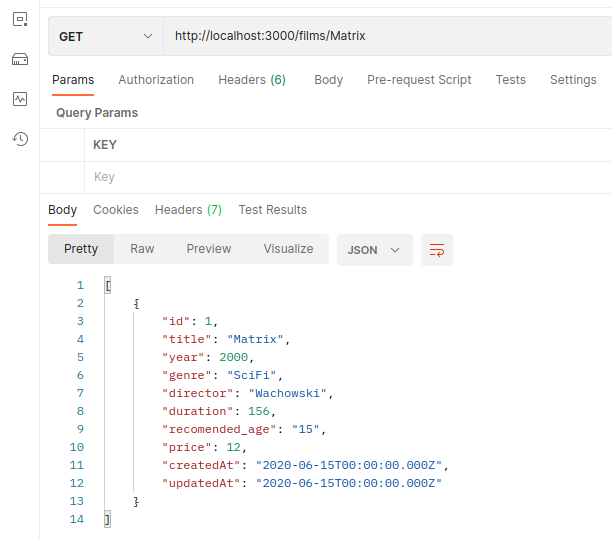 GET http://localhost:3000/films/Matrix
Params Authorization Headers (6) Body Pre-request Script Tests Settings
Query Params
KEY
Key
Body Cookies Headers (7) Test Results
Pretty Raw Preview Visualize JSON
1 [
2 {
3 "id": 1,
4 "title": "Matrix",
5 "year": 2000,
6 "genre": "SciFi",
7 "director": "Wachowski",
8 "duration": 156,
9 "recomended_age": "15",
10 "price": 12,
11 "createdAt": "2020-06-15T00:00:00.000Z",
12 "updatedAt": "2020-06-15T00:00:00.000Z"
13 }
14 ]